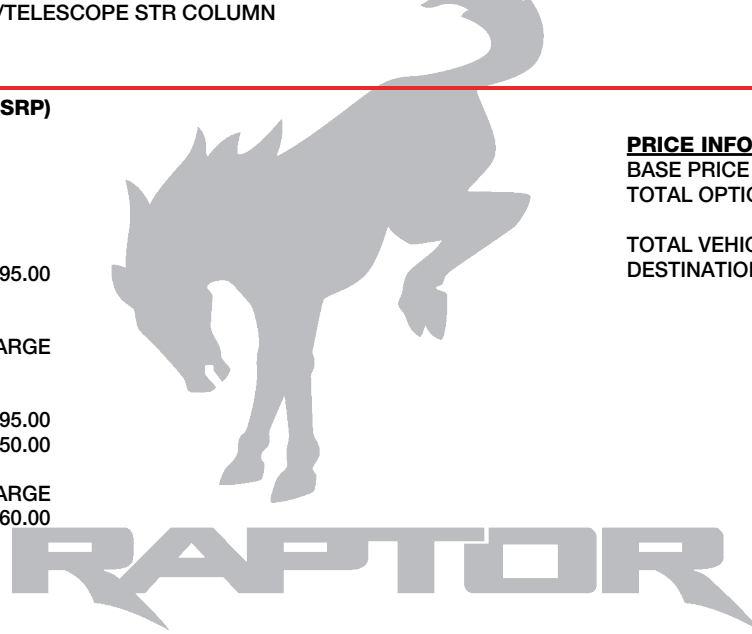 /TELESCOPE STR COLUMN
SRP)
PRICE INFO
BASE PRICE
TOTAL OPTIO
TOTAL VEHIC
95.00
DESTINATION
ARGE
95.00
50.00
ARGE
60.00
RAPTOR